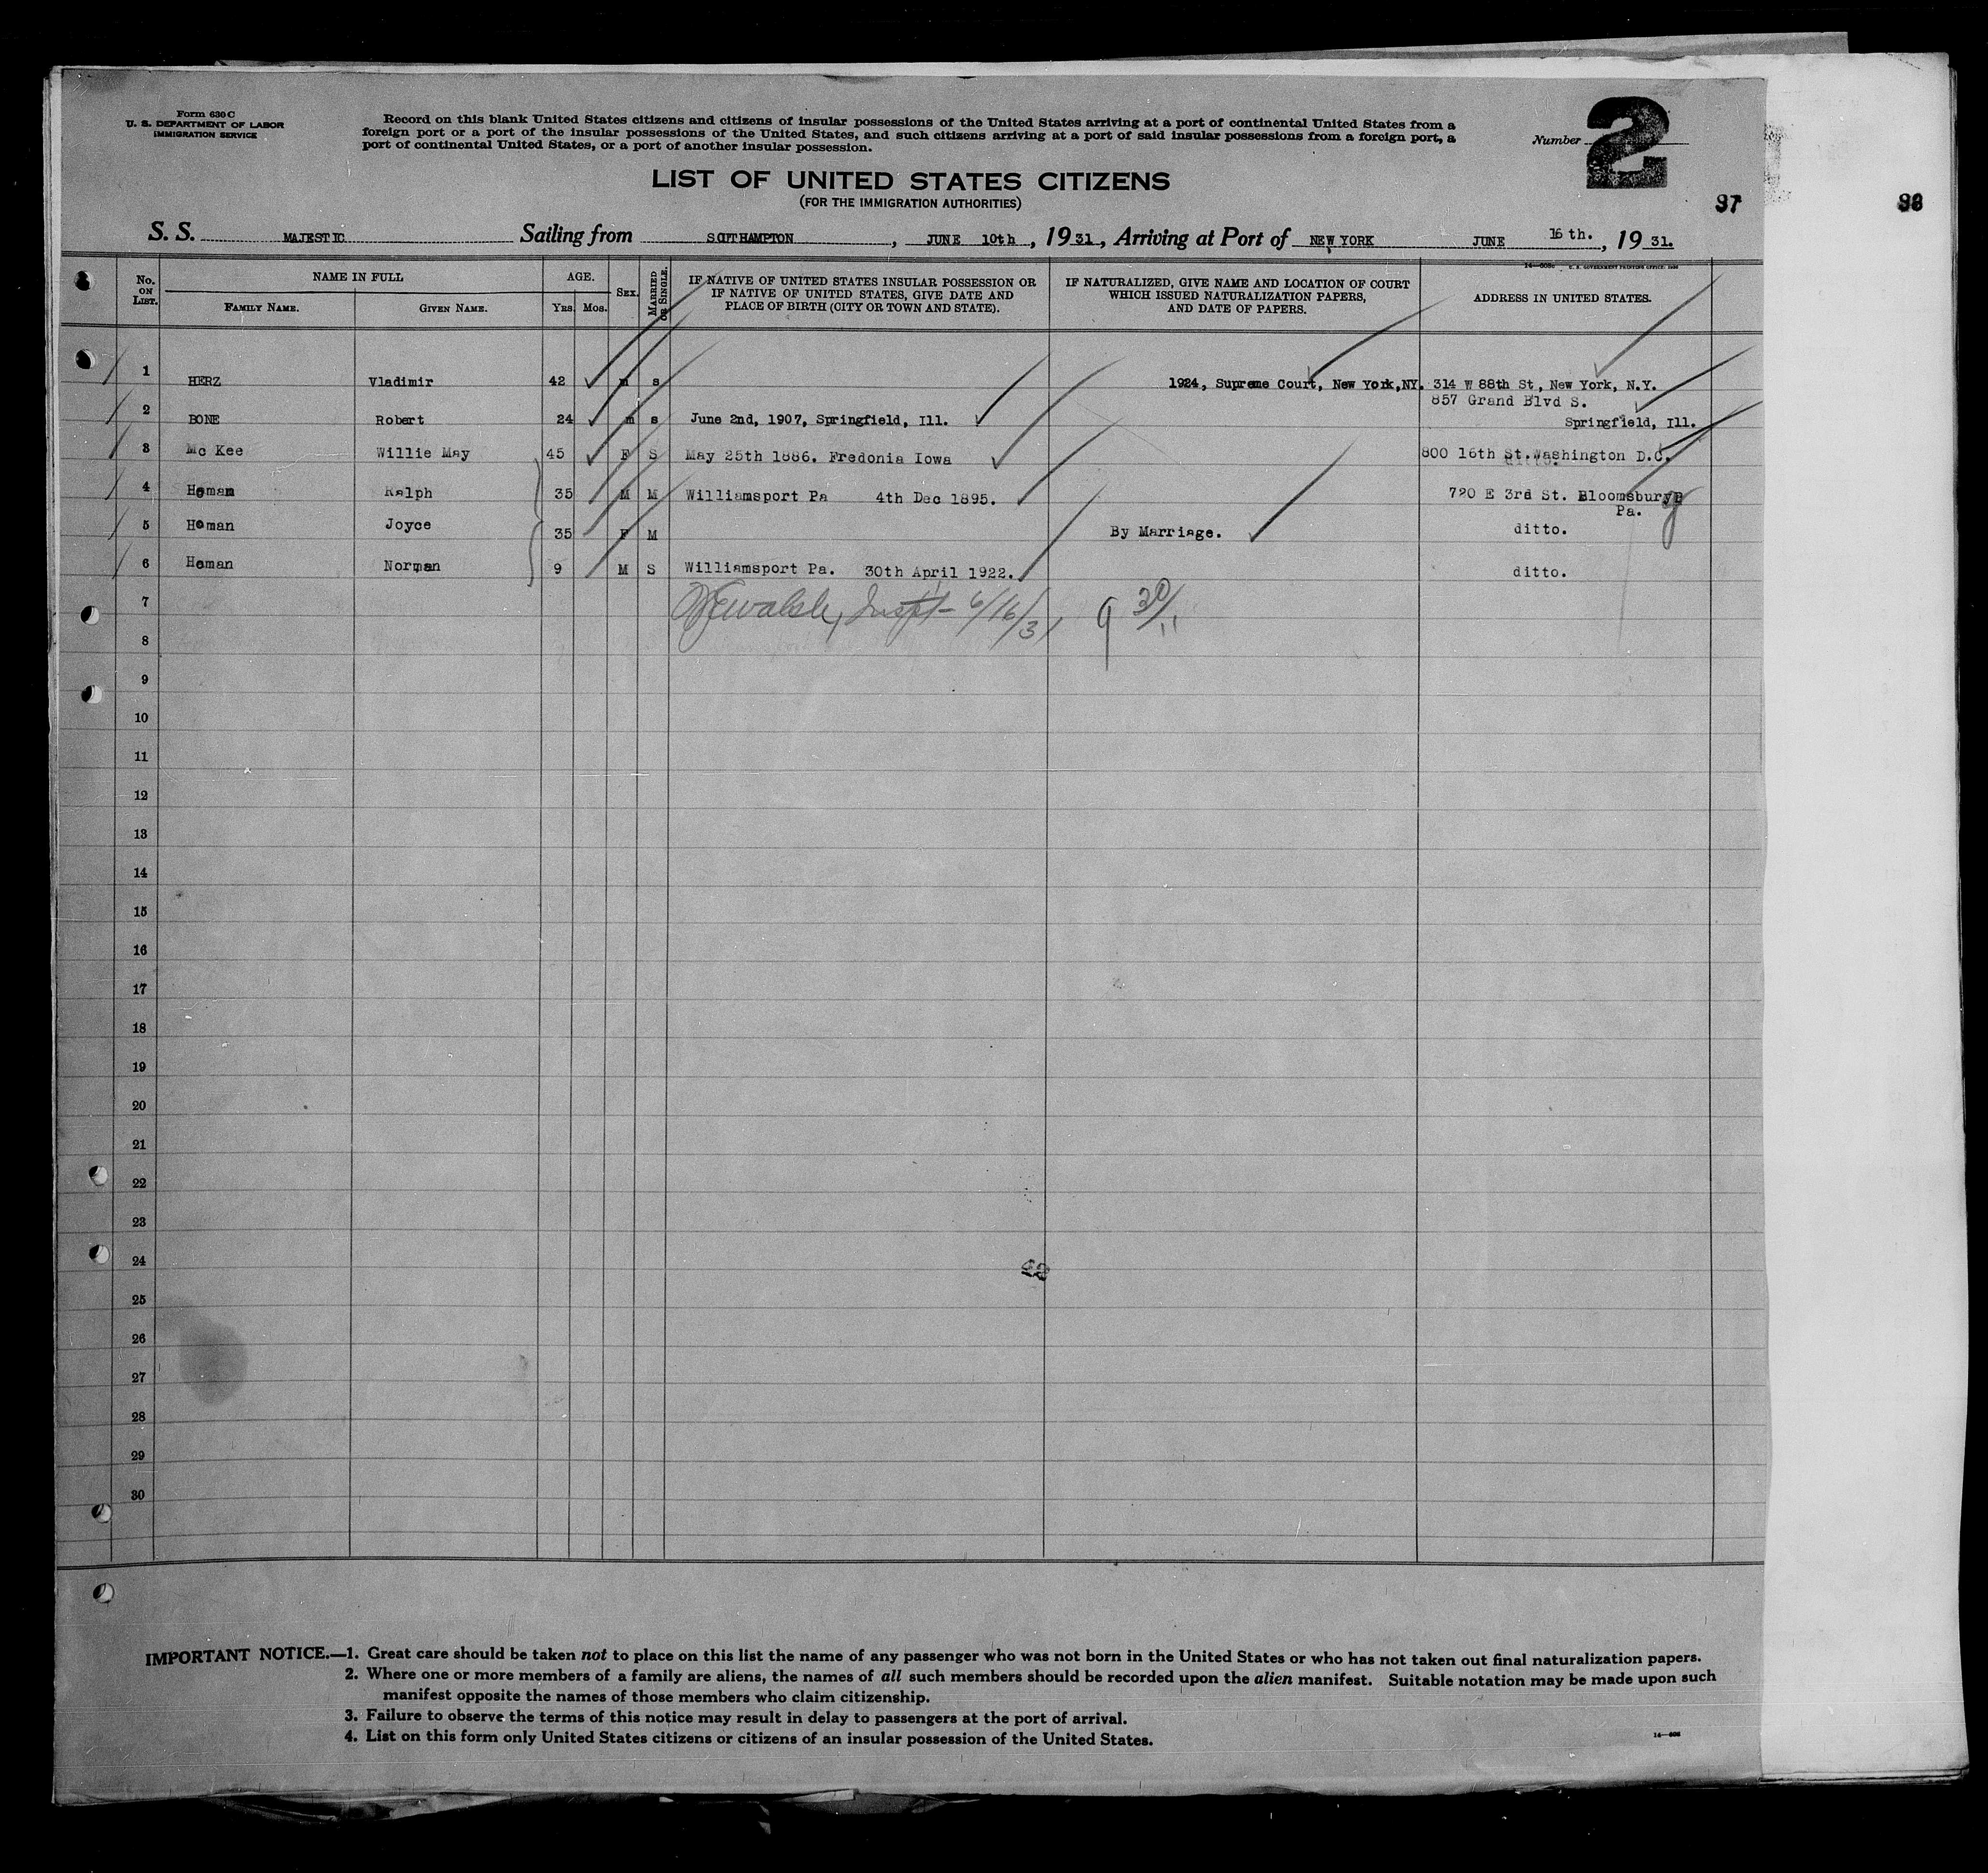 Form 630 C
U. S. DEPARTMENT OF LABOR
IMMIGRATION SERVICE
Record on this blank United States citizens and citizens of insular possessions of the United States arriving at a port of continental United States from a
foreign port or a port of the insular possessions of the United States, and such citizens arriving at a port of said insular possessions from a foreign port, a
port of continental United States, or a port of another insular possession.
Number 2
LIST OF UNITED STATES CITIZENS
(FOR THE IMMIGRATION AUTHORITIES)
37
S. S. MAJESTIC Sailing from SOUTHAMPTON, JUNE 10th, 1931, Arriving at Port of NEW YORK JUNE 16th., 1931.
No. ON LIST.
NAME IN FULL
FAMILY NAME.
GIVEN NAME.
AGE.
YRS. MOS.
SEX.
MARRIED OR SINGLE.
IF NATIVE OF UNITED STATES INSULAR POSSESSION OR
IF NATIVE OF UNITED STATES, GIVE DATE AND
PLACE OF BIRTH (CITY OR TOWN AND STATE).
IF NATURALIZED, GIVE NAME AND LOCATION OF COURT
WHICH ISSUED NATURALIZATION PAPERS,
AND DATE OF PAPERS.
U. S. GOVERNMENT PRINTING OFFICE
ADDRESS IN UNITED STATES.
1 HERZ Vladimir 42 m s 1924, Supreme Court, New York, NY. 314 W 88th St, New York, N.Y.
857 Grand Blvd S.
2 BONE Robert 24 m s June 2nd, 1907, Springfield, Ill. Springfield, Ill.
3 Mc Kee Willie May 45 F S May 25th 1886. Fredonia Iowa 800 16th St. Washington D.C.
4 Homan Ralph 35 M M Williamsport Pa 4th Dec 1895. 720 E 3rd St. Bloomsburg
Pa.
5 Homan Joyce 35 F M By Marriage. ditto.
6 Homan Norman 9 M S Williamsport Pa. 30th April 1922. ditto.
7 Walsh, Inspt- 6/16/31 9 30/11
8
9
10
11
12
13
14
15
16
17
18
19
20
21
22
23
24
25
26
27
28
29
30
IMPORTANT NOTICE.—1. Great care should be taken not to place on this list the name of any passenger who was not born in the United States or who has not taken out final naturalization papers.
2. Where one or more members of a family are aliens, the names of all such members should be recorded upon the alien manifest. Suitable notation may be made upon such
manifest opposite the names of those members who claim citizenship.
3. Failure to observe the terms of this notice may result in delay to passengers at the port of arrival.
4. List on this form only United States citizens or citizens of an insular possession of the United States.